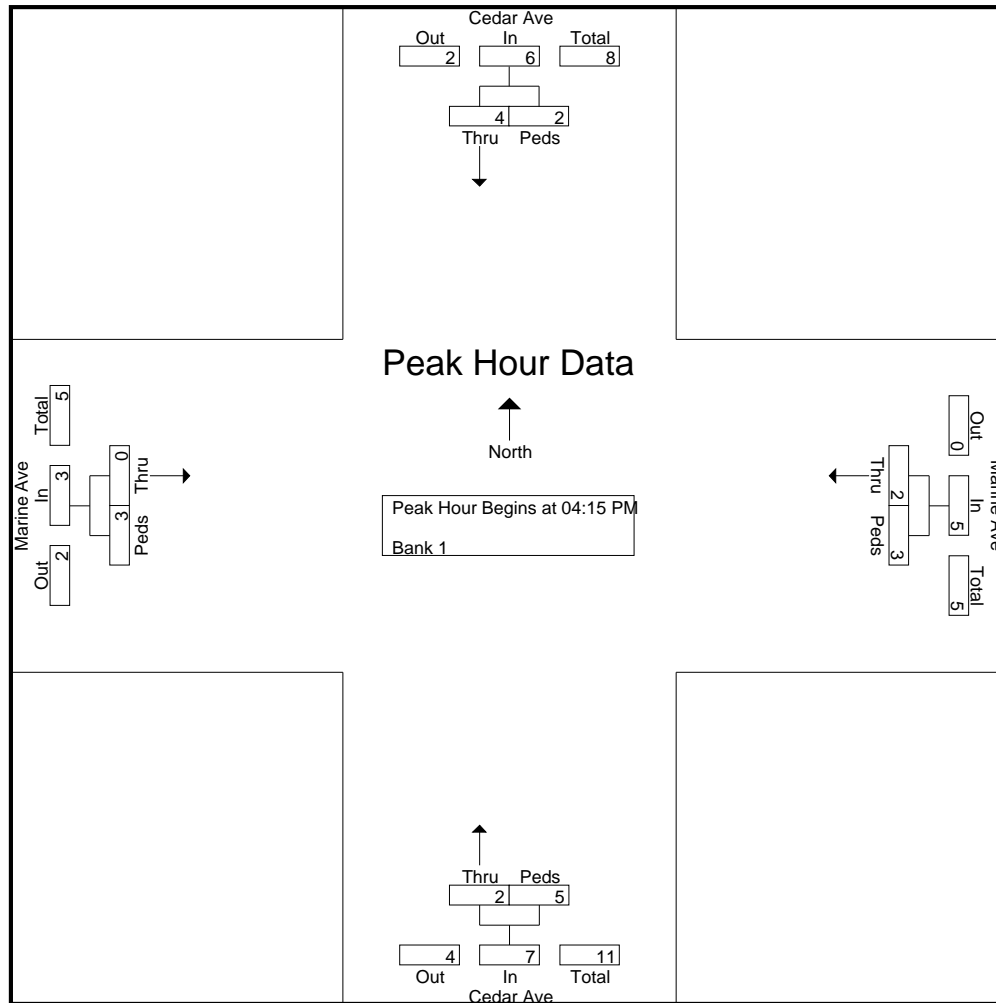 Cedar Ave
Out In Total
2 6 8
4 2
Thru Peds
Peak Hour Data
North
Peak Hour Begins at 04:15 PM
Bank 1
Marine Ave
Out In Total
2 3 5
3 0
Peds Thru
Marine Ave
Out In Total
0 5 5
Thru Peds
2 3
Thru Peds
2 5
4 7 11
Out In Total
Cedar Ave